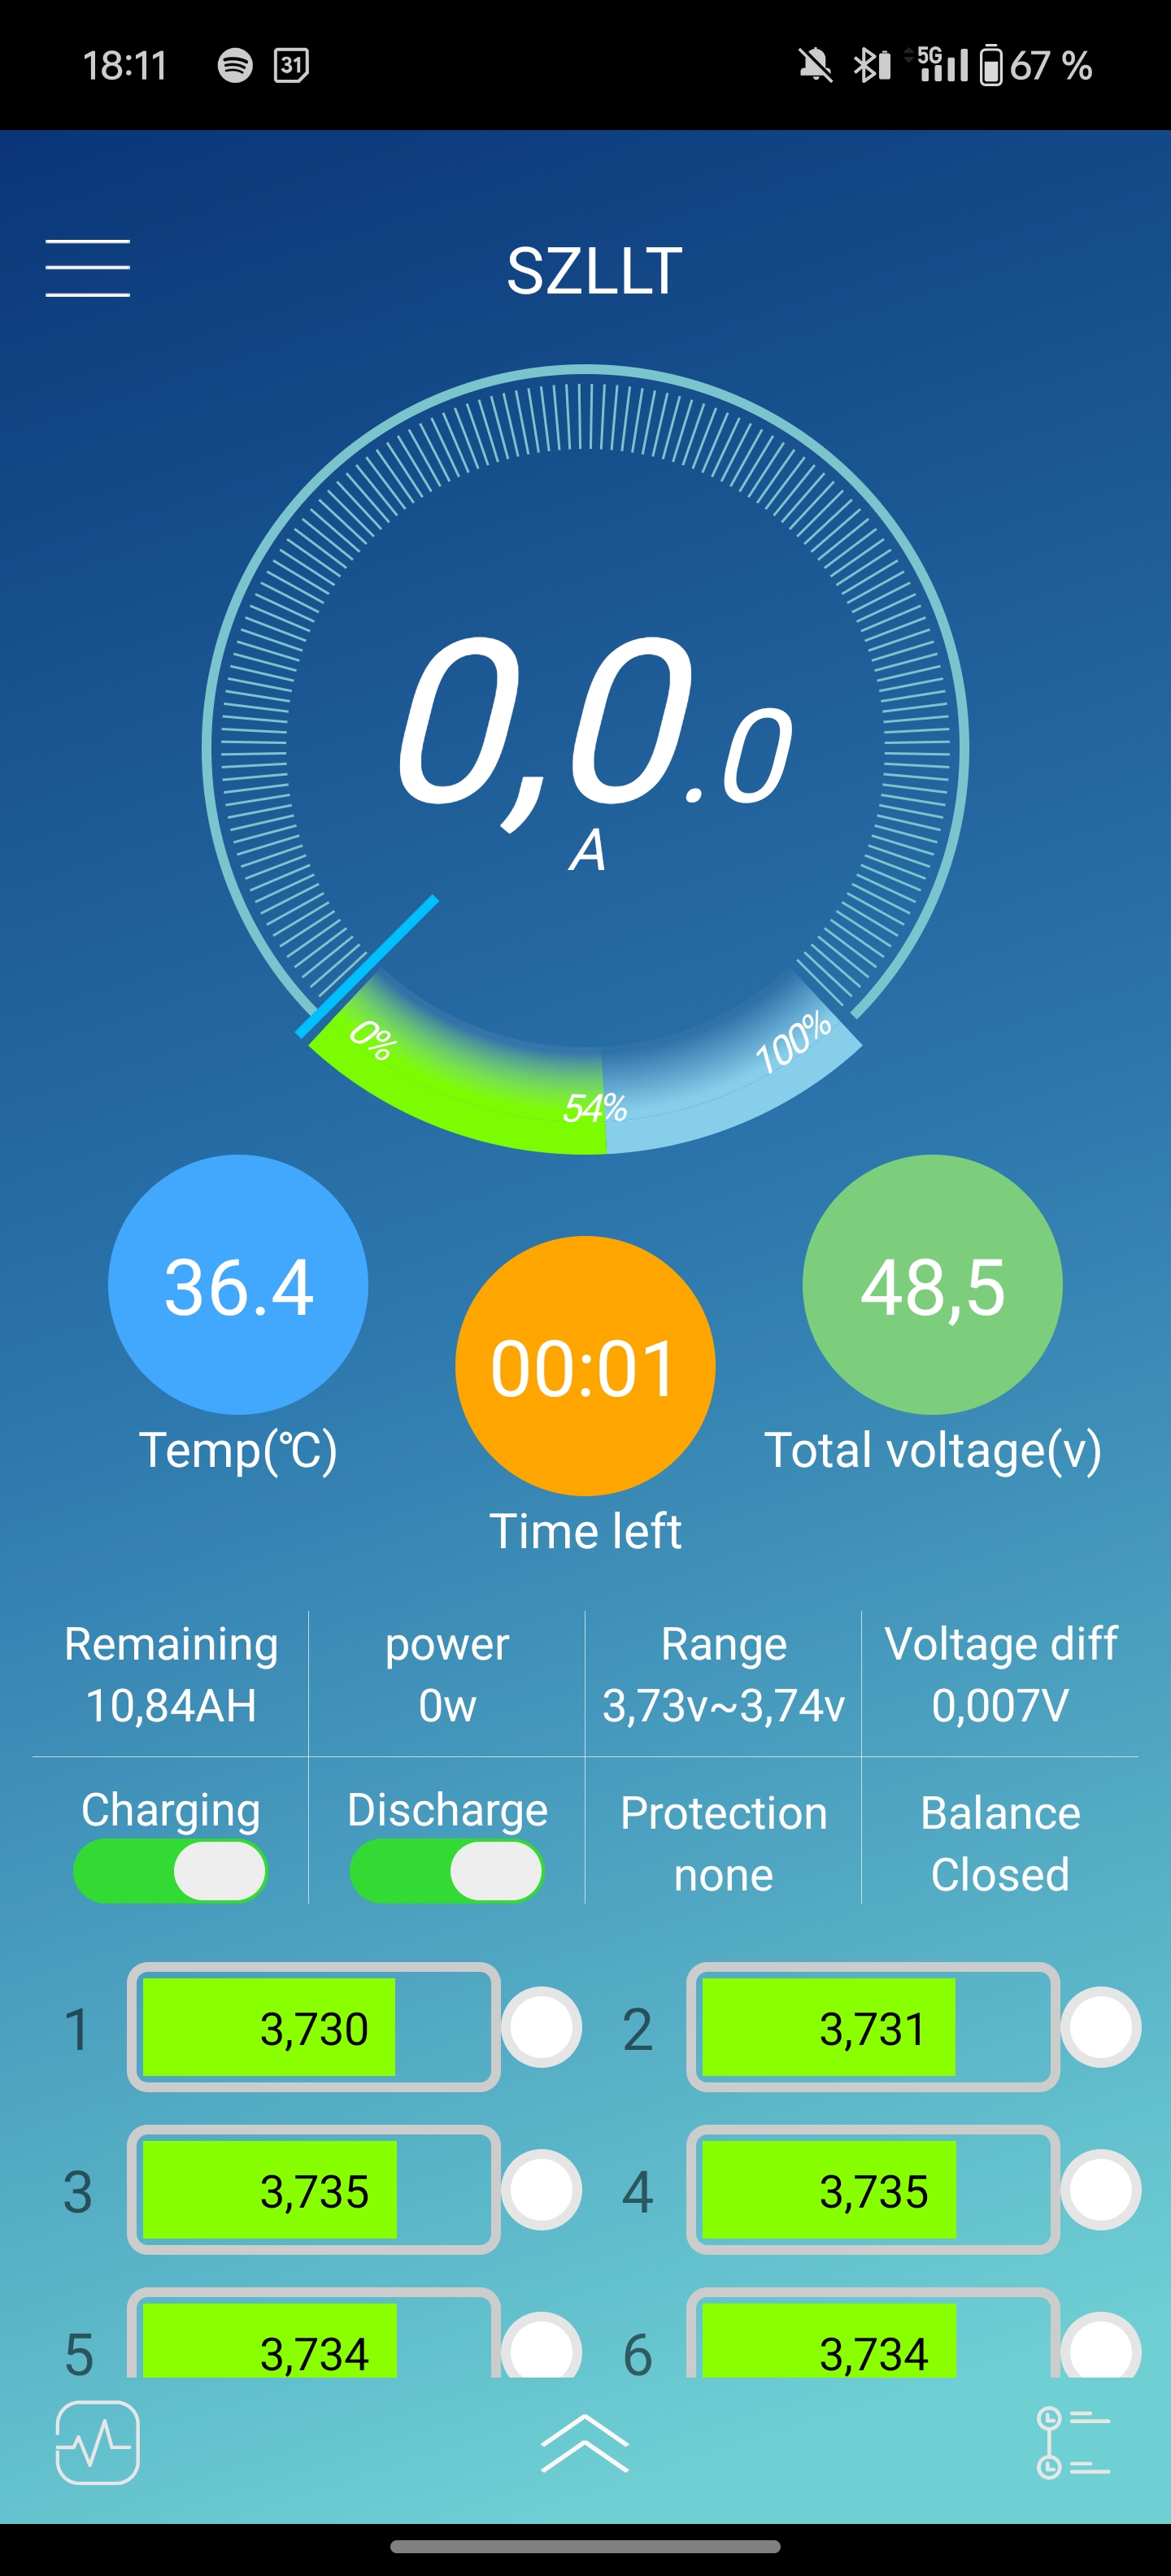 18:11 31 5G 67 %
SZLLT
0,0.0
A
0% 54% 100%
36.4 00:01 48,5
Temp(℃) Time left Total voltage(v)
Remaining power Range Voltage diff
10,84AH 0w 3,73v~3,74v 0,007V
Charging Discharge Protection Balance
none Closed
1 3,730 2 3,731
3 3,735 4 3,735
5 3,734 6 3,734